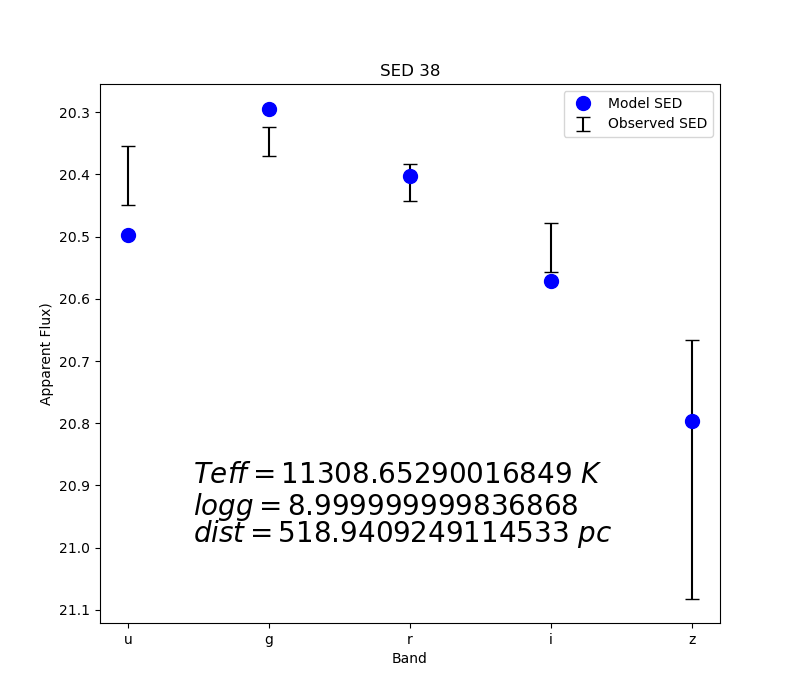 SED 38
Model SED
Observed SED
20.3
20.4
20.5
20.6
20.7
20.8
20.9
21.0
21.1
Apparent Flux)
Teff = 11308.65290016849 K
logg = 8.999999999836868
dist = 518.9409249114533 pc
u g r i z
Band